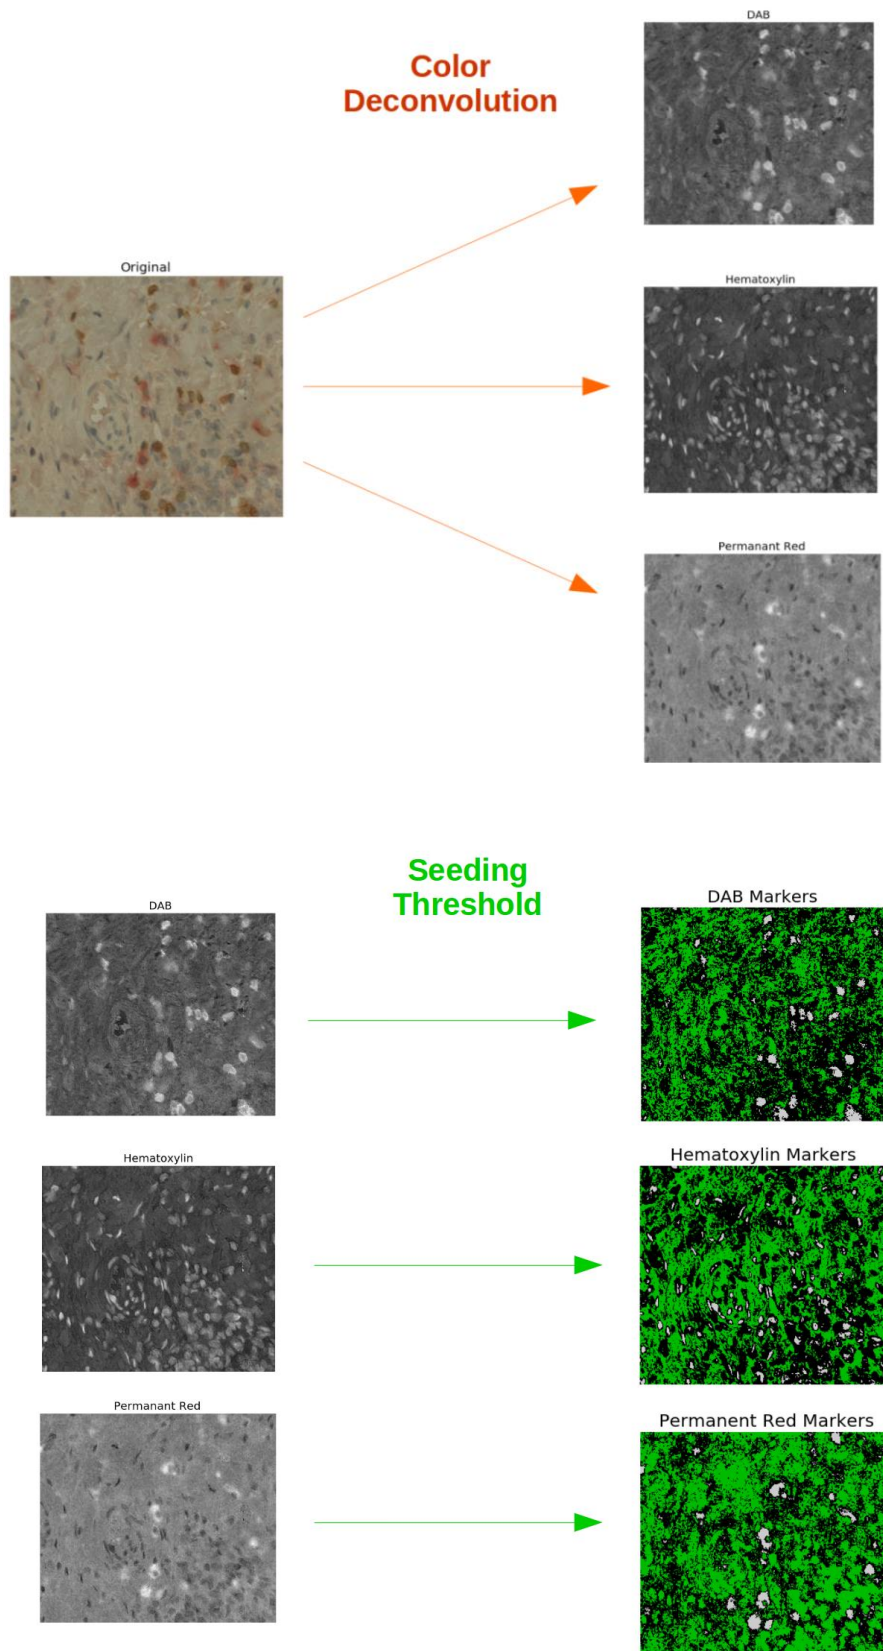 DAB
Color
Deconvolution
Original
Hematoxylin
Permanant Red
Seeding
Threshold
DAB
DAB Markers
Hematoxylin
Hematoxylin Markers
Permanant Red
Permanent Red Markers